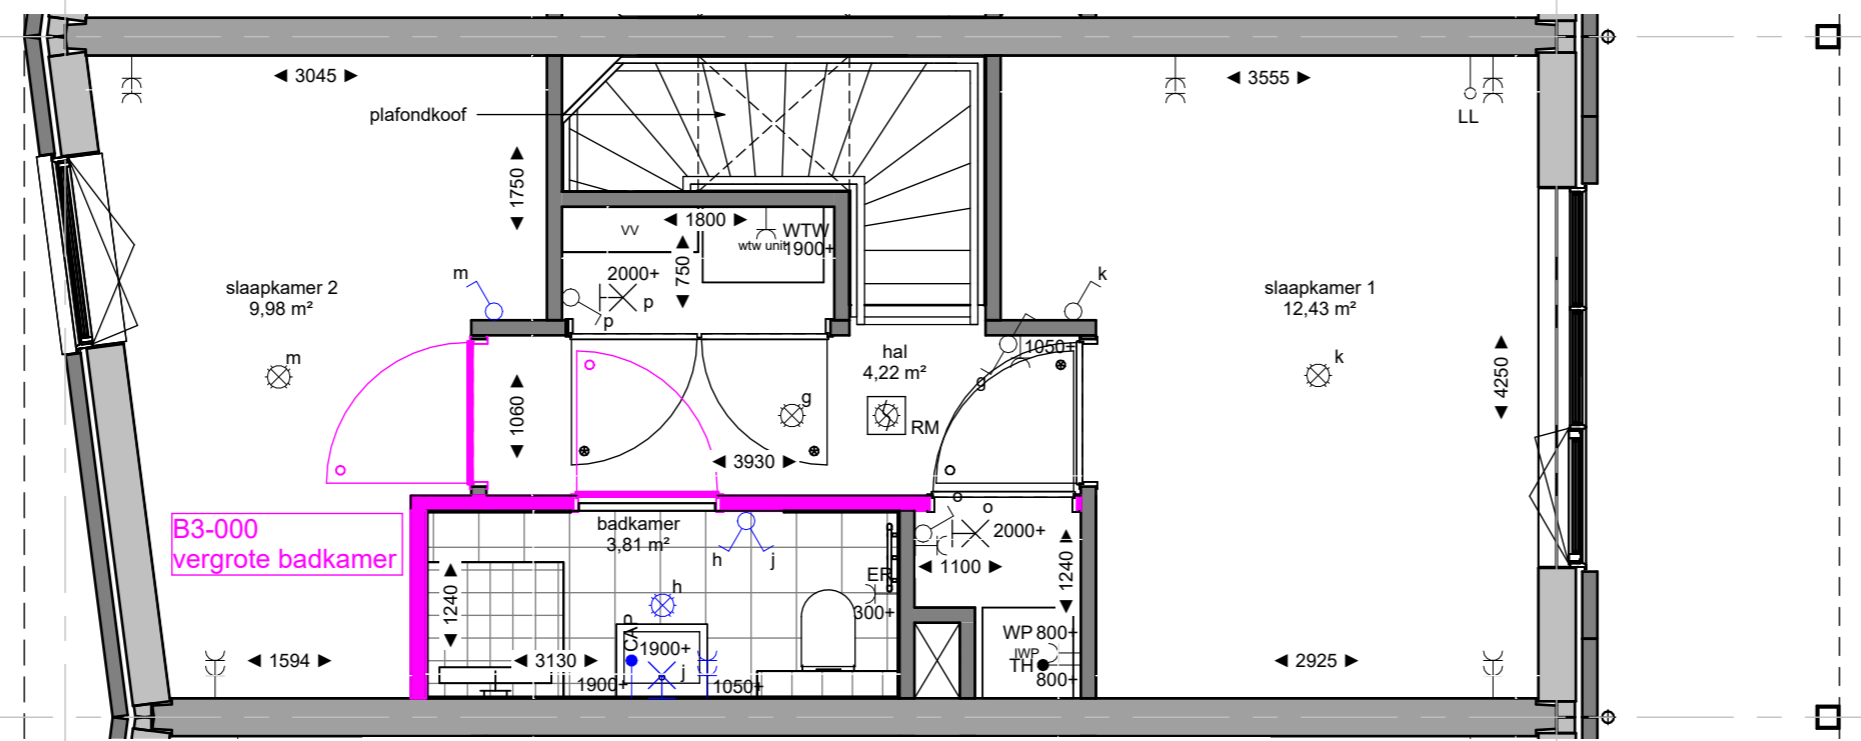 3045
3555
plafondkoof
LL
1750
1800
VV
WTW
wtw unit
1900+
750
2000+
p
p
m
k
slaapkamer 2
9,98 m²
slaapkamer 1
12,43 m²
m
hal
4,22 m²
1050+
g
k
4250
1060
g
RM
3930
B3-000
vergrote badkamer
badkamer
3,81 m²
h
j
o
2000+
1100
1240
1240
ER
300+
h
CAP
1900+
j
WP 800+
IWP
TH
800+
1594
3130
1900+
1050+
2925